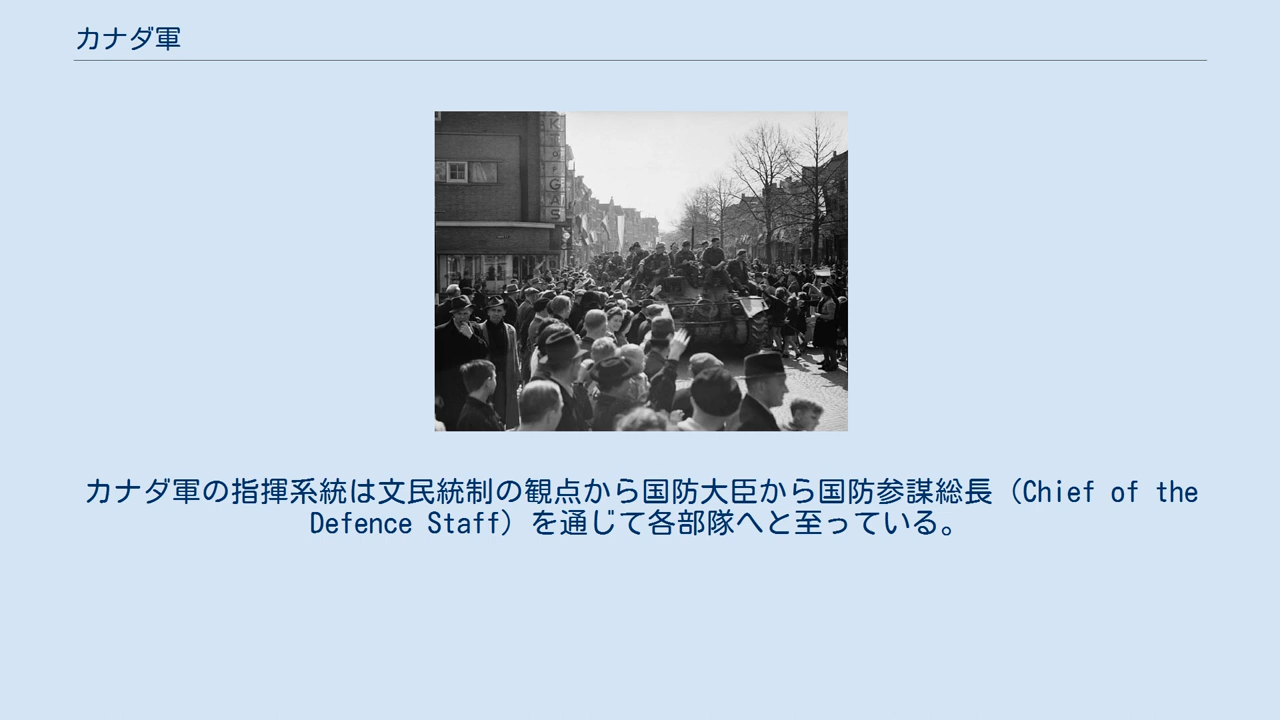 カナダ軍
カナダ軍の指揮系統は文民統制の観点から国防大臣から国防参謀総長（Chief of the
Defence Staff）を通じて各部隊へと至っている。